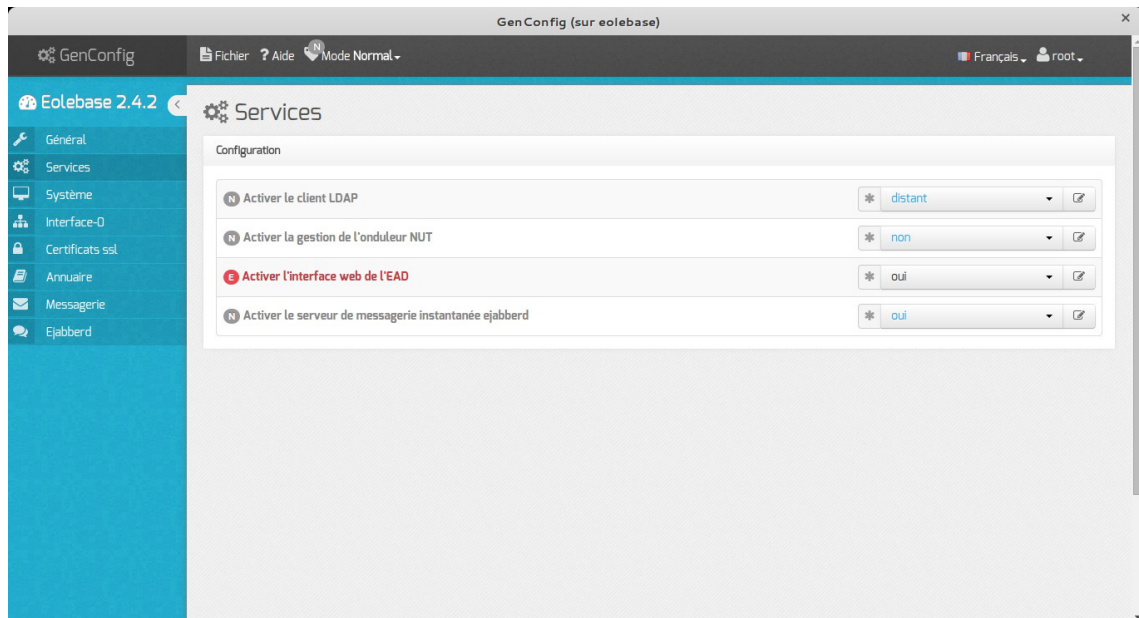 GenConfig (sur eolebase)
GenConfig
Fichier ? Aide N Mode Normal
Français root
Eolebase 2.4.2
Services
Général
Services
Système
Interface-0
Certificats ssl
Annuaire
Messagerie
Ejabberd
Configuration
N Activer le client LDAP
distant
N Activer la gestion de l'onduleur NUT
non
E Activer l'interface web de l'EAD
oui
N Activer le serveur de messagerie instantanée ejabberd
oui